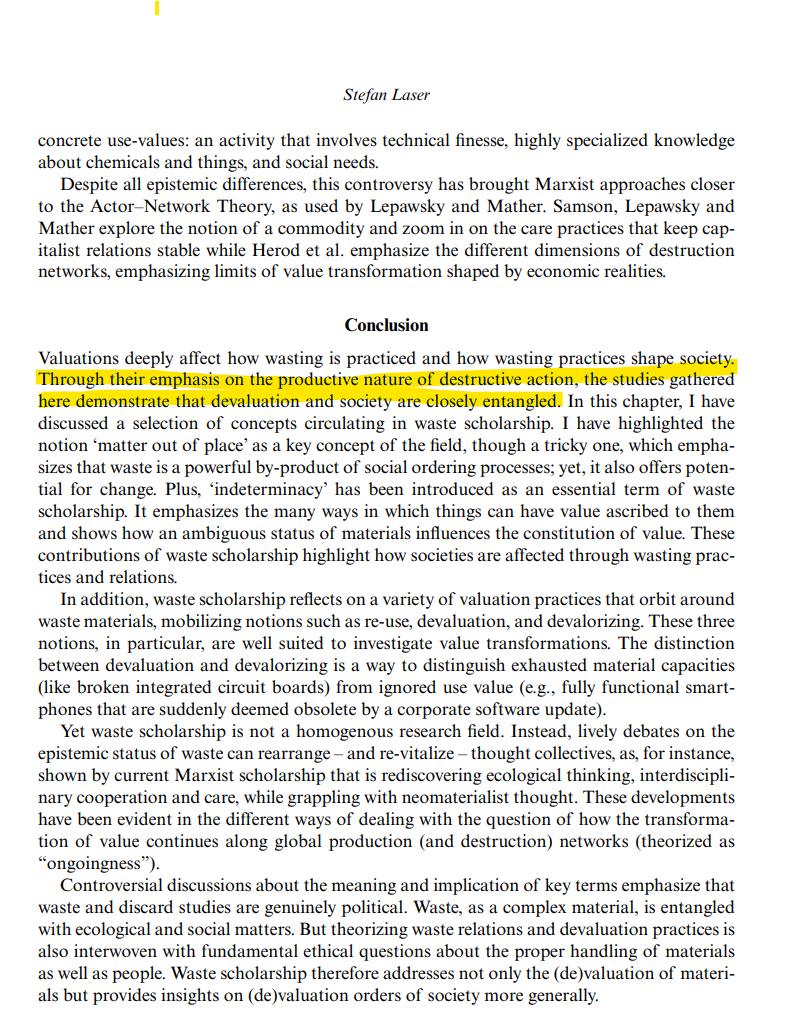 Stefan Laser
concrete use-values: an activity that involves technical finesse, highly specialized knowledge
about chemicals and things, and social needs.
Despite all epistemic differences, this controversy has brought Marxist approaches closer
to the Actor–Network Theory, as used by Lepawsky and Mather. Samson, Lepawsky and
Mather explore the notion of a commodity and zoom in on the care practices that keep cap-
italist relations stable while Herod et al. emphasize the different dimensions of destruction
networks, emphasizing limits of value transformation shaped by economic realities.
Conclusion
Valuations deeply affect how wasting is practiced and how wasting practices shape society.
Through their emphasis on the productive nature of destructive action, the studies gathered
here demonstrate that devaluation and society are closely entangled. In this chapter, I have
discussed a selection of concepts circulating in waste scholarship. I have highlighted the
notion ‘matter out of place’ as a key concept of the field, though a tricky one, which empha-
sizes that waste is a powerful by-product of social ordering processes; yet, it also offers poten-
tial for change. Plus, ‘indeterminacy’ has been introduced as an essential term of waste
scholarship. It emphasizes the many ways in which things can have value ascribed to them
and shows how an ambiguous status of materials influences the constitution of value. These
contributions of waste scholarship highlight how societies are affected through wasting prac-
tices and relations.
In addition, waste scholarship reflects on a variety of valuation practices that orbit around
waste materials, mobilizing notions such as re-use, devaluation, and devalorizing. These three
notions, in particular, are well suited to investigate value transformations. The distinction
between devaluation and devalorizing is a way to distinguish exhausted material capacities
(like broken integrated circuit boards) from ignored use value (e.g., fully functional smart-
phones that are suddenly deemed obsolete by a corporate software update).
Yet waste scholarship is not a homogenous research field. Instead, lively debates on the
epistemic status of waste can rearrange – and re-vitalize – thought collectives, as, for instance,
shown by current Marxist scholarship that is rediscovering ecological thinking, interdiscipli-
nary cooperation and care, while grappling with neomaterialist thought. These developments
have been evident in the different ways of dealing with the question of how the transforma-
tion of value continues along global production (and destruction) networks (theorized as
“ongoingness”).
Controversial discussions about the meaning and implication of key terms emphasize that
waste and discard studies are genuinely political. Waste, as a complex material, is entangled
with ecological and social matters. But theorizing waste relations and devaluation practices is
also interwoven with fundamental ethical questions about the proper handling of materials
as well as people. Waste scholarship therefore addresses not only the (de)valuation of materi-
als but provides insights on (de)valuation orders of society more generally.